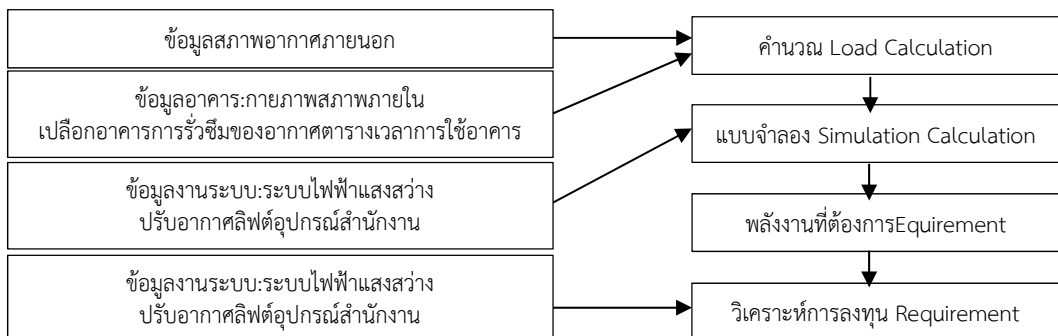 ข้อมูลสภาพอากาศภายนอก
ข้อมูลอาคาร:กายภาพสภาพภายใน
เปลือกอาคารการรั่วซึมของอากาศตารางเวลาการใช้อาคาร
ข้อมูลงานระบบ:ระบบไฟฟ้าแสงสว่าง
ปรับอากาศลิฟต์อุปกรณ์สำนักงาน
ข้อมูลงานระบบ:ระบบไฟฟ้าแสงสว่าง
ปรับอากาศลิฟต์อุปกรณ์สำนักงาน
คำนวณ Load Calculation
แบบจำลอง Simulation Calculation
พลังงานที่ต้องการEquirement
วิเคราะห์การลงทุน Requirement